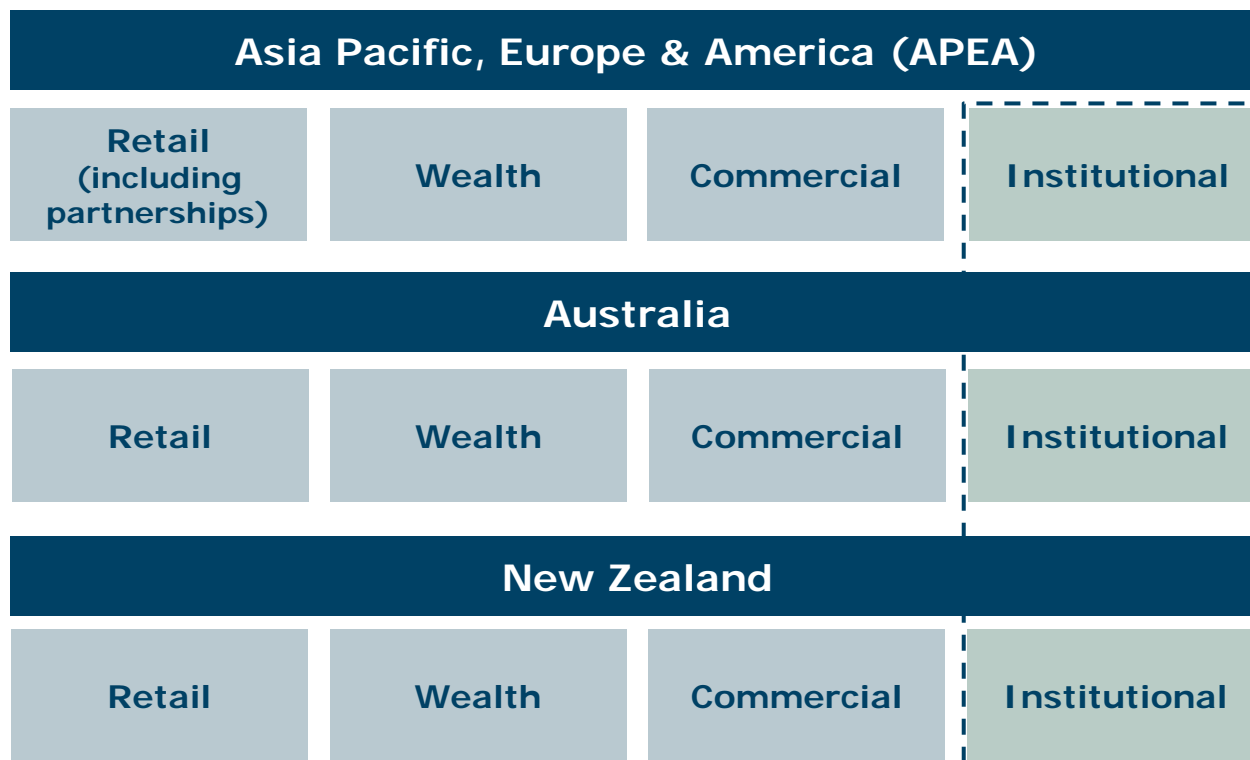 Asia Pacific, Europe & America (APEA)
Retail
(including
partnerships)
Wealth
Commercial
Institutional
Australia
Retail
Wealth
Commercial
Institutional
New Zealand
Retail
Wealth
Commercial
Institutional